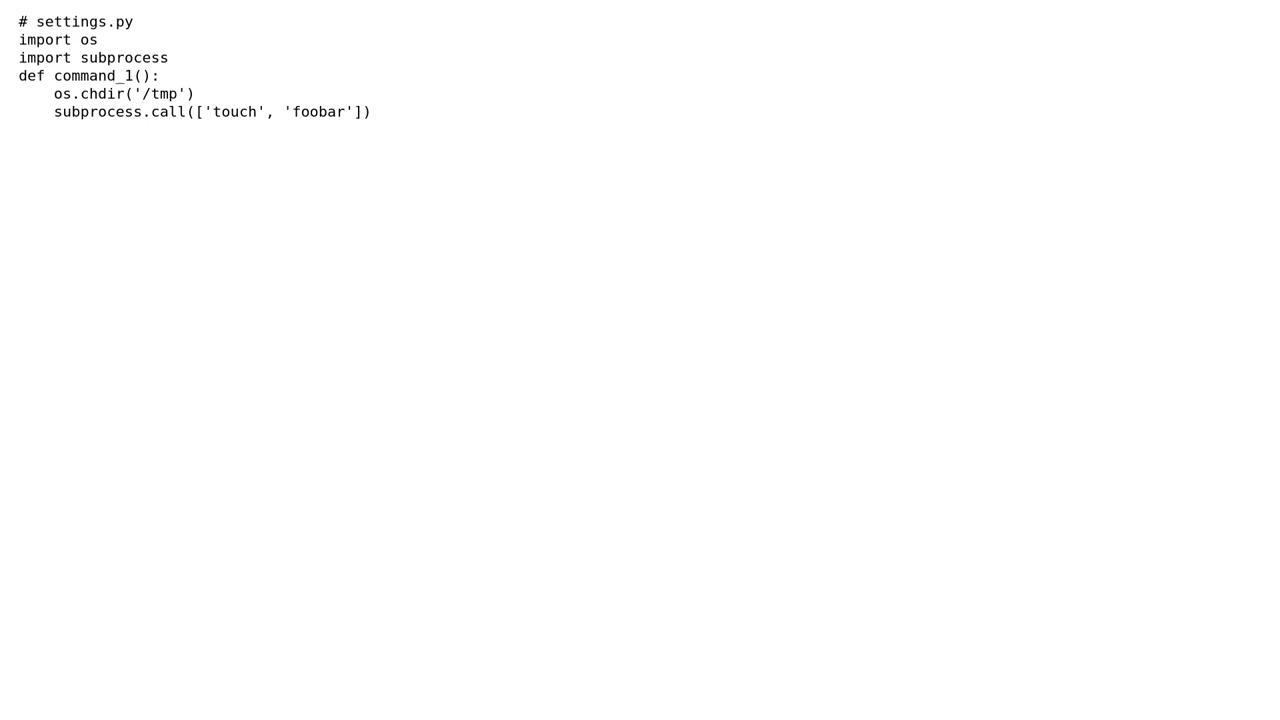 # settings.py
import os
import subprocess
def command_1():
    os.chdir('/tmp')
    subprocess.call(['touch', 'foobar'])